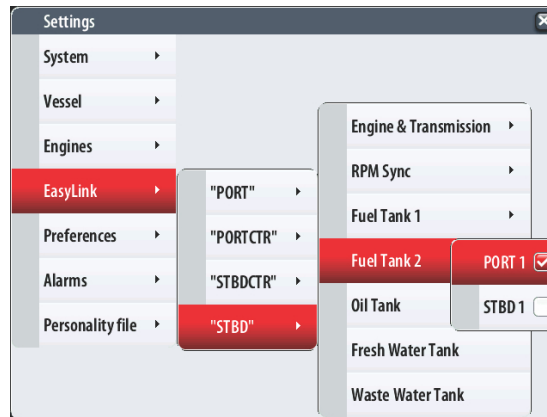 Settings
System
Vessel
Engines
EasyLink
Preferences
Alarms
Personality file
"PORT"
"PORTCTR"
"STBDCTR"
"STBD"
Engine & Transmission
RPM Sync
Fuel Tank 1
Fuel Tank 2
Oil Tank
Fresh Water Tank
Waste Water Tank
PORT 1
STBD 1